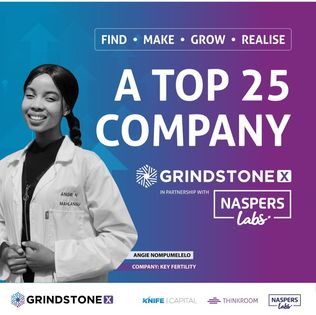 FIND • MAKE • GROW • REALISE
A TOP 25
COMPANY
GRINDSTONE X
IN PARTNERSHIP WITH
NASPERS
Labs
ANGIE N
ANGIE NOMPUMELELO
COMPANY: KEY FERTILITY
GRINDSTONE X
KNIFE CAPITAL
THINKROOM
NASPERS
Labs